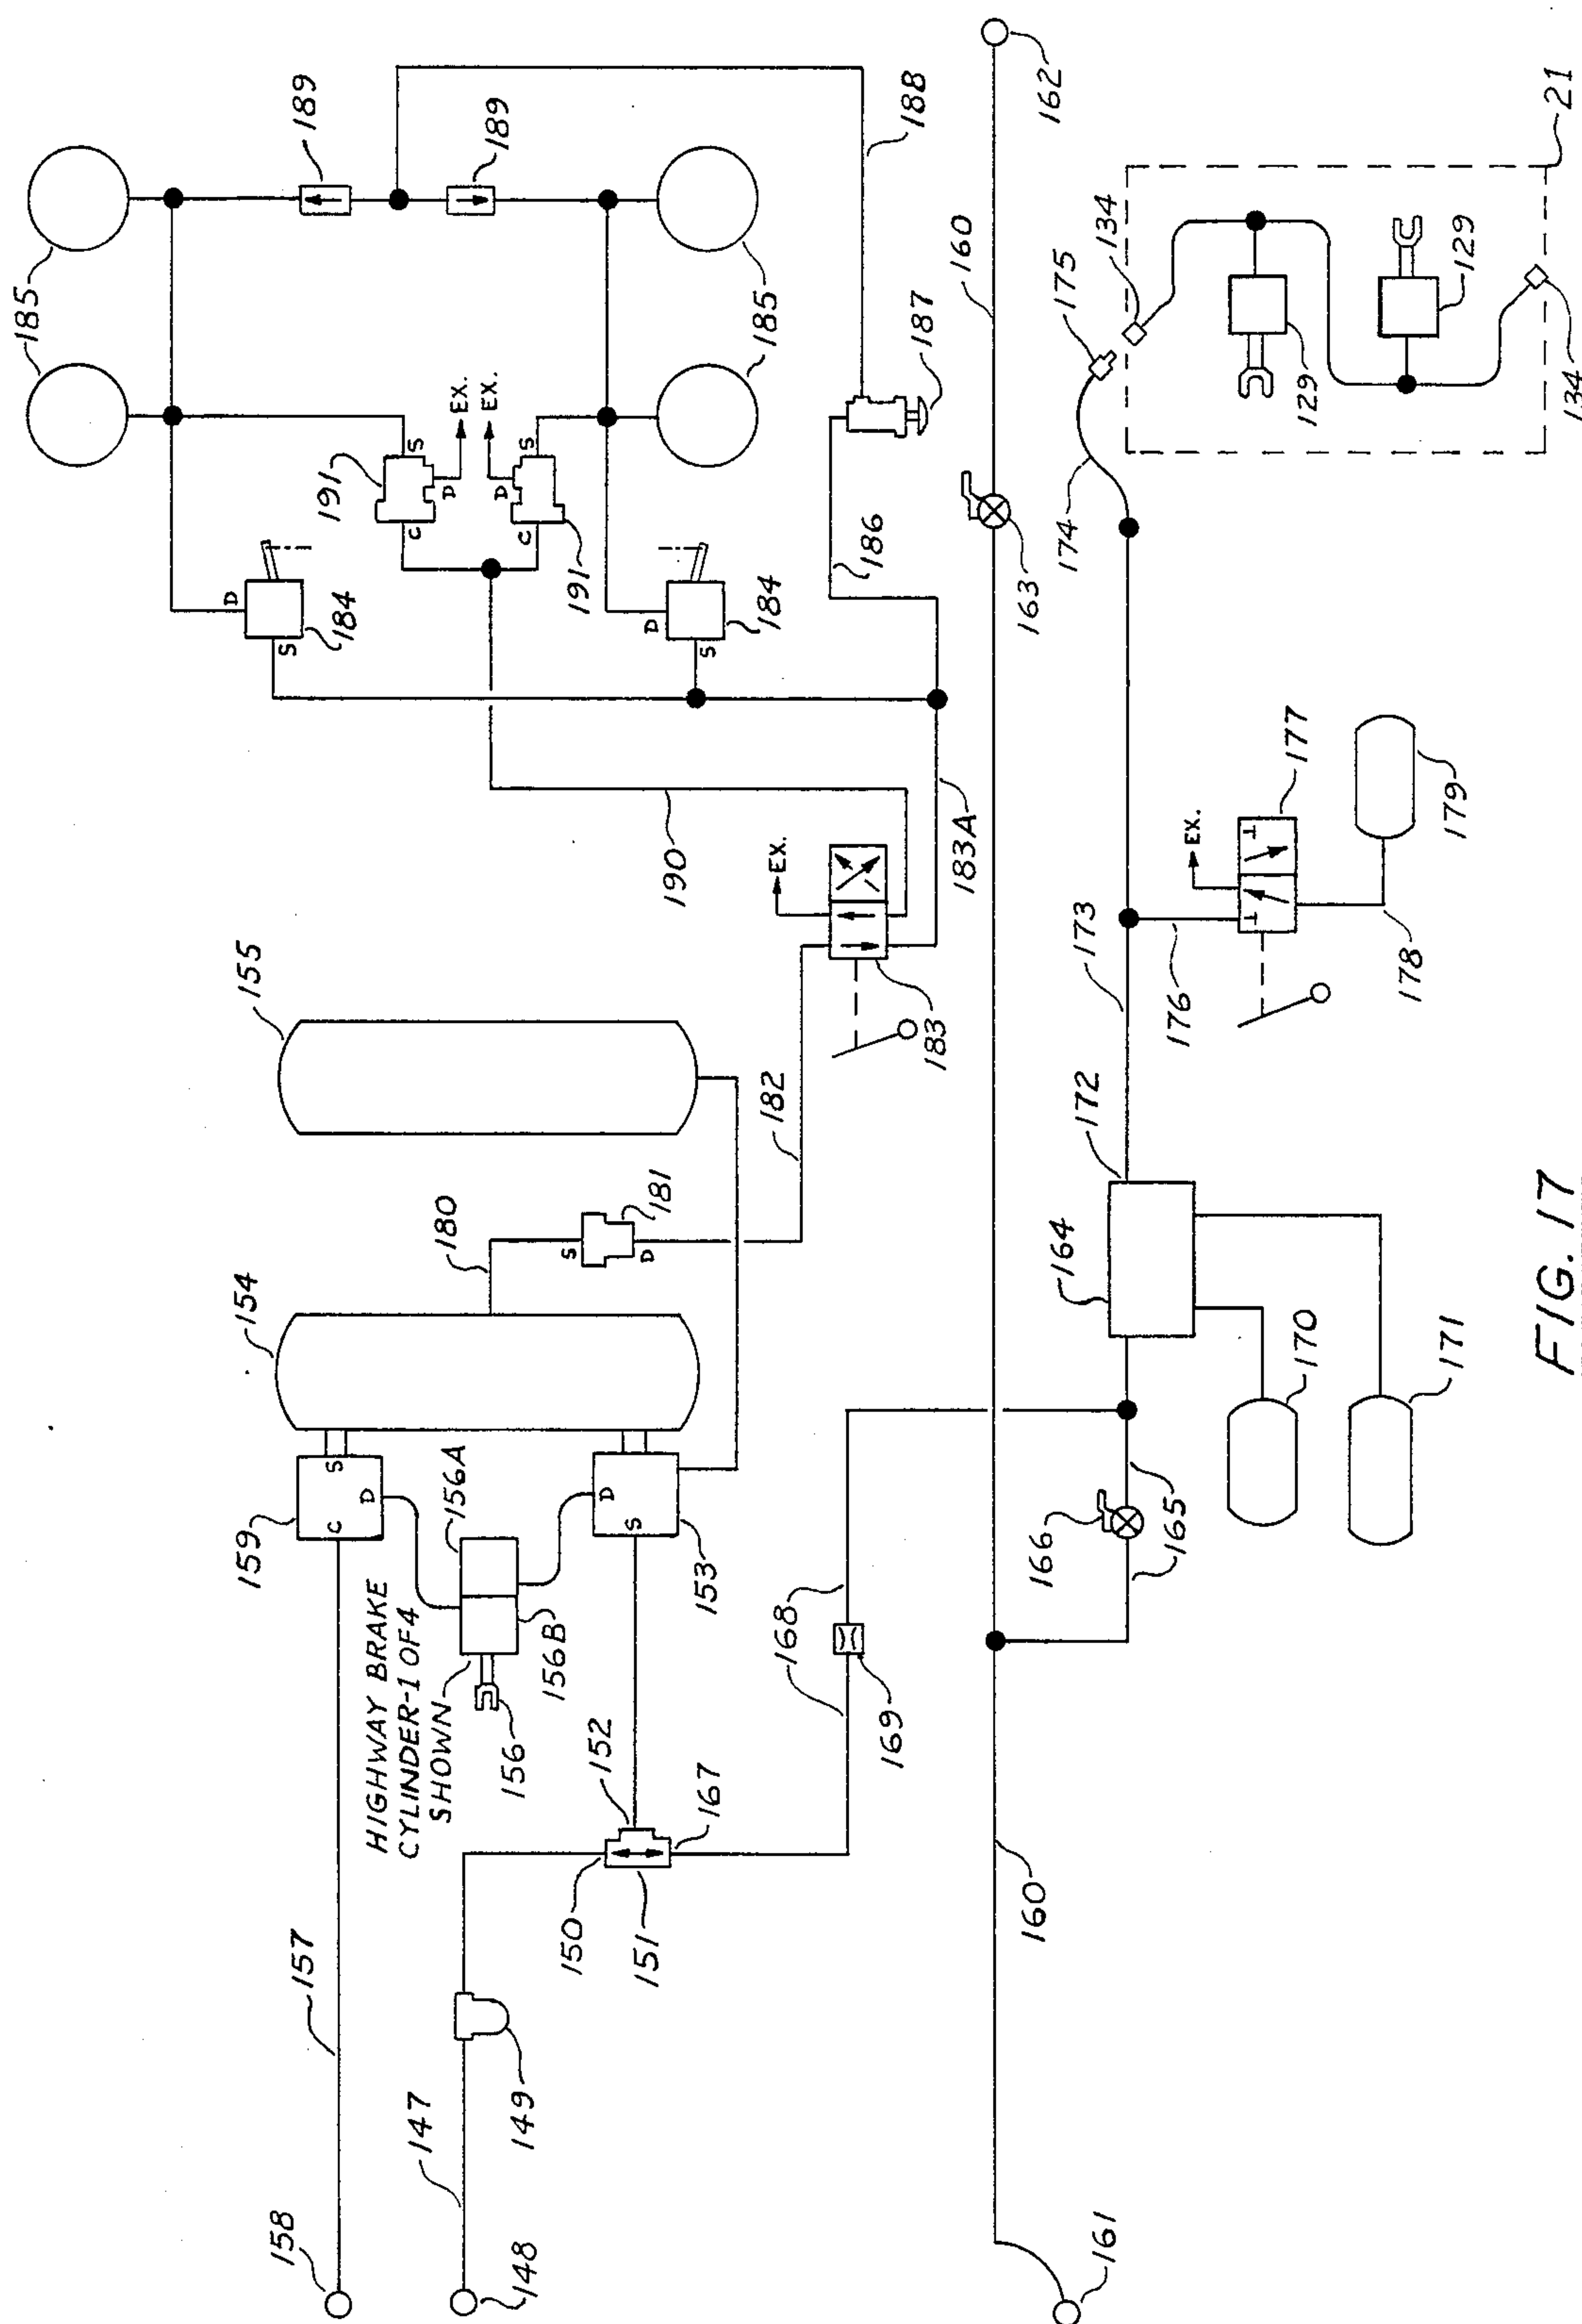 185
158
157
159
154
155
189
C
S
D
S
D
184
HIGHWAY BRAKE
CYLINDER-1 OF 4
SHOWN
147
148
156A
180
191
C
S
D
EX.
EX.
189
149
156
156B
S
D
191
C
S
D
150
152
S
D
153
181
190
184
S
D
185
151
167
182
EX.
186
168
169
183
183A
187
188
160
160
163
162
161
166
165
164
172
173
174
175
134
176
EX.
177
129
170
178
179
129
171
134
21
FIG. 17